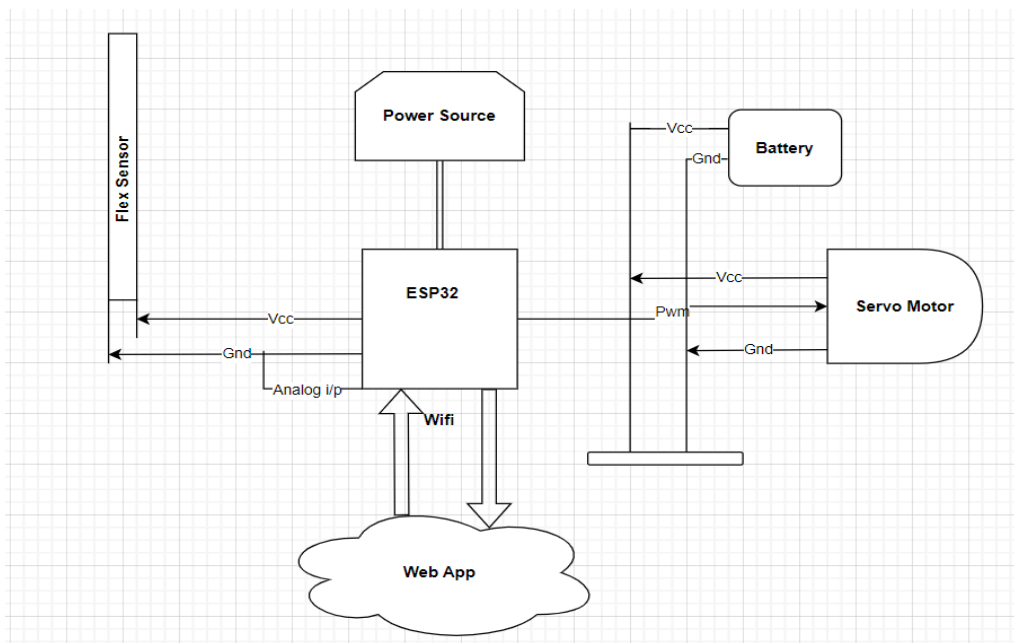 Power Source
Vcc
Battery
Gnd
Flex Sensor
ESP32
Vcc
Servo Motor
Vcc
Pwm
Gnd
Gnd
Analog i/p
Wifi
Web App